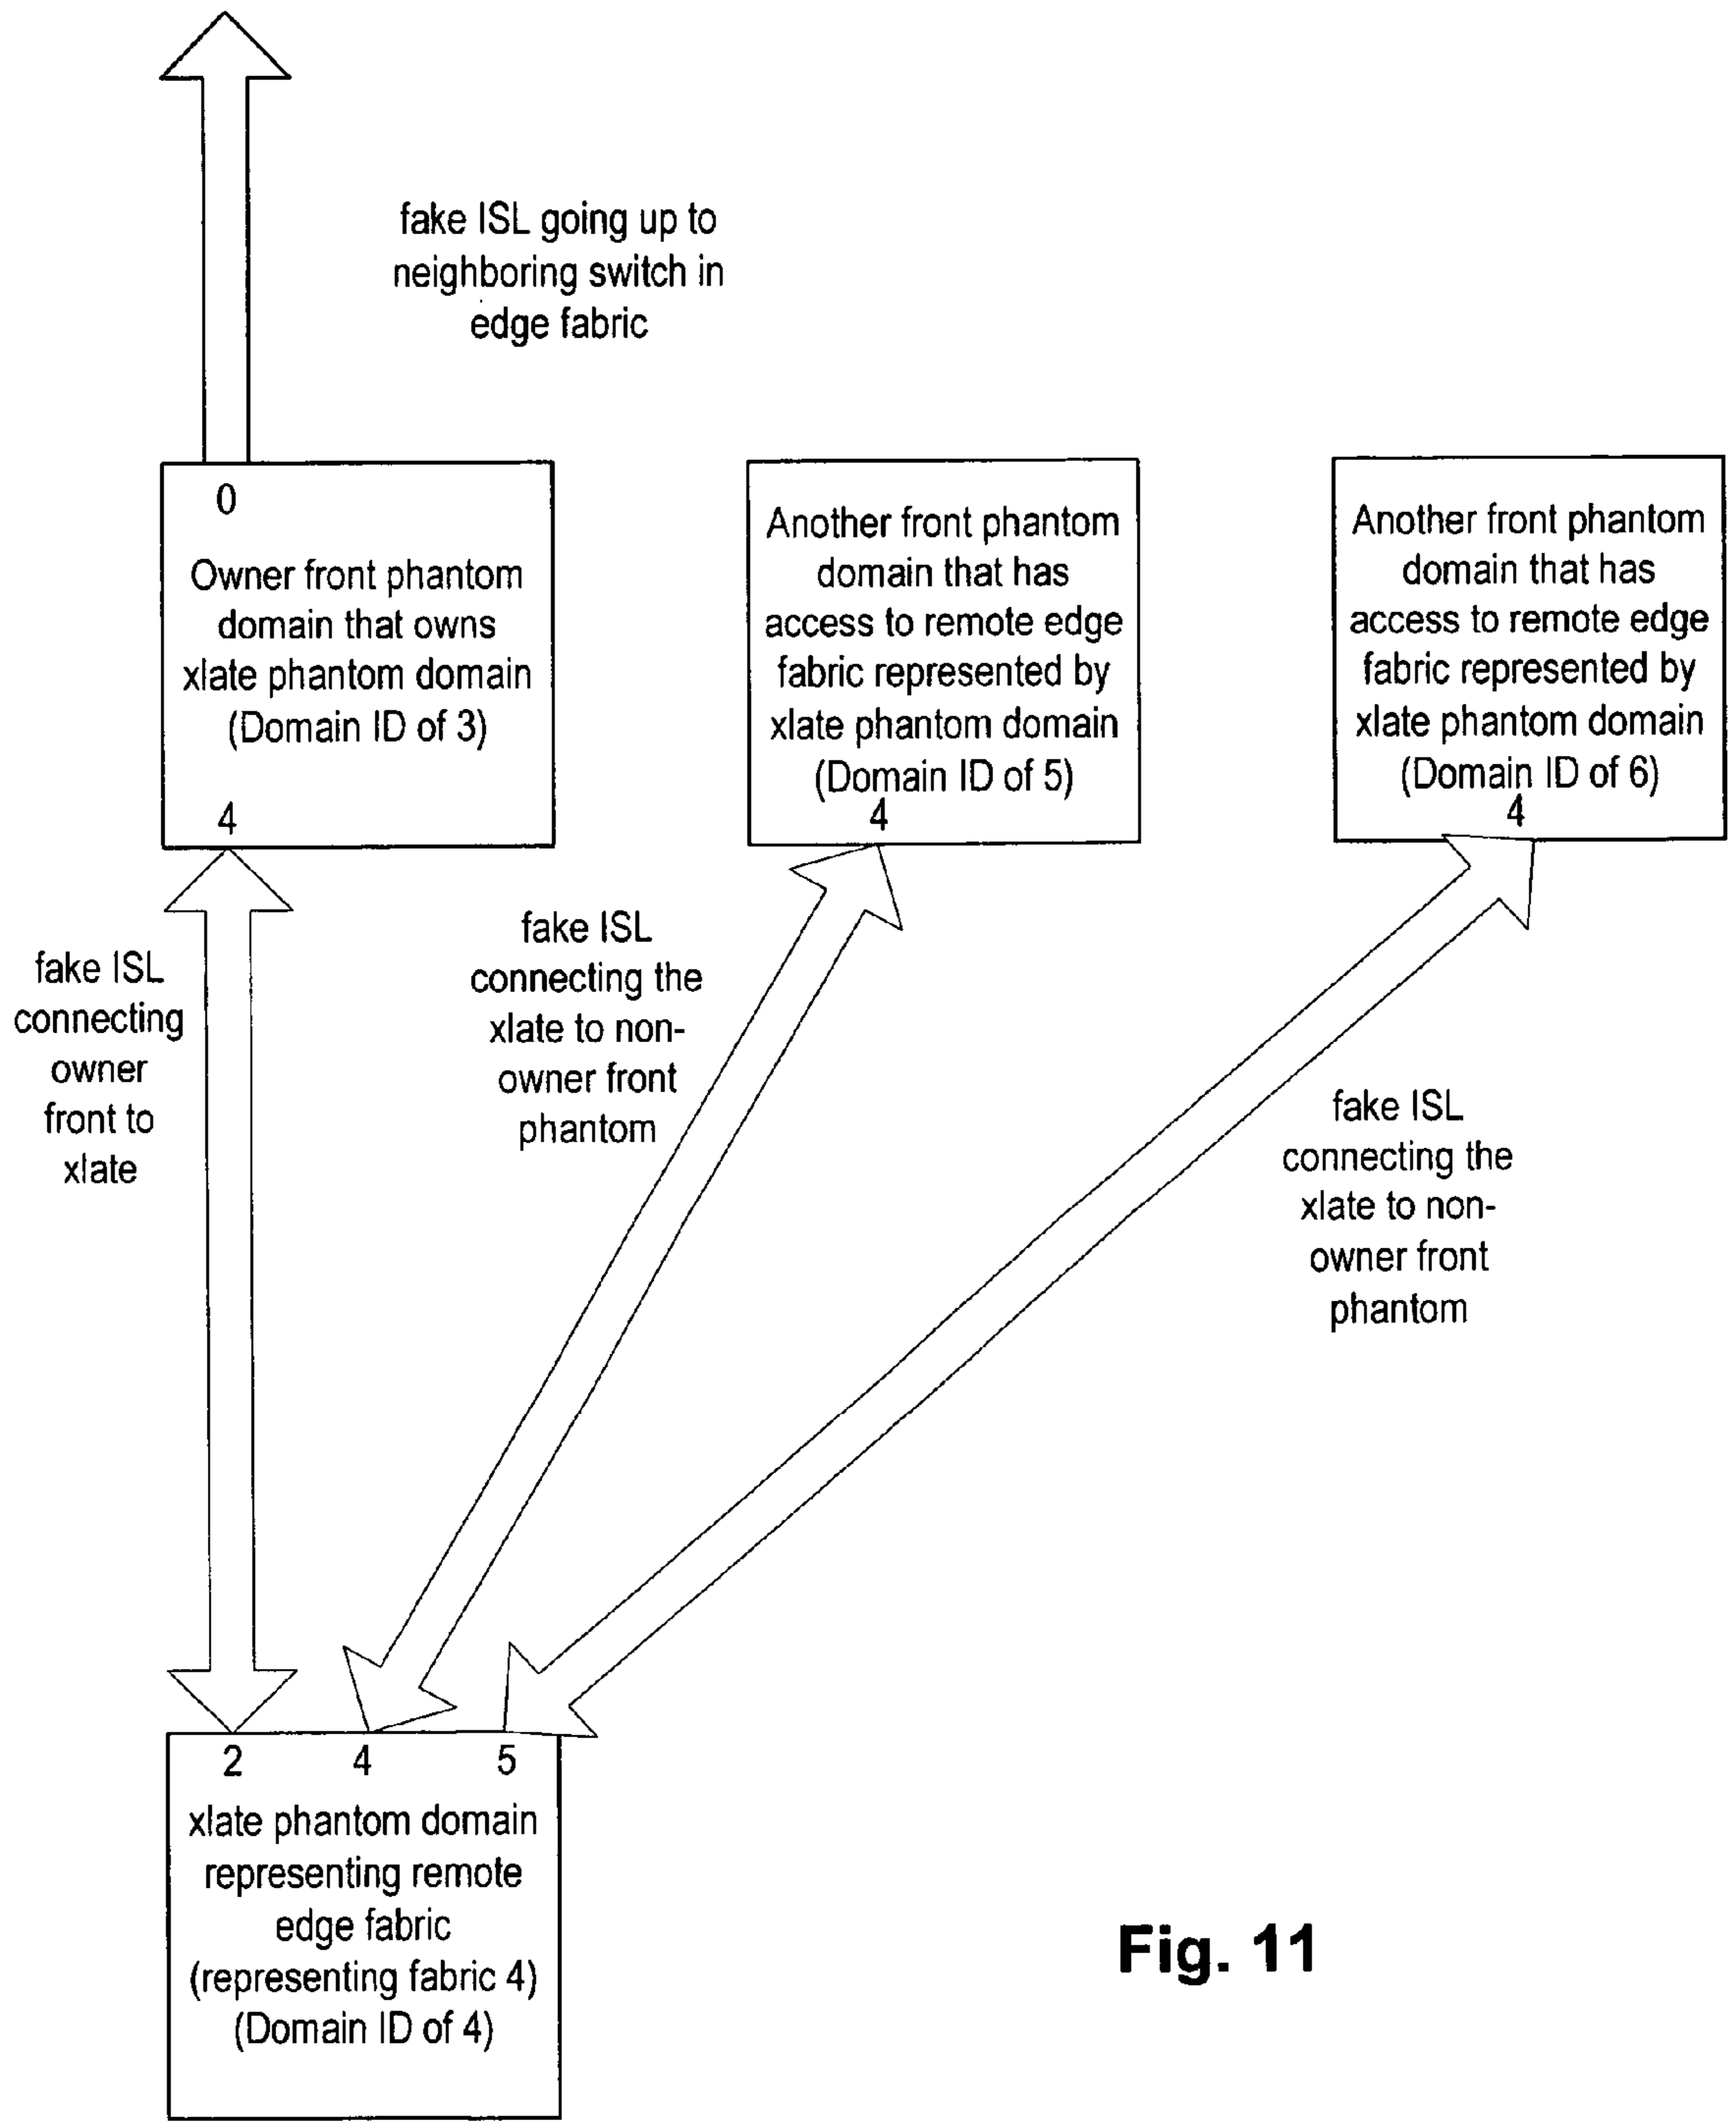 fake ISL going up to
neighboring switch in
edge fabric
0
Owner front phantom
domain that owns
xlate phantom domain
(Domain ID of 3)
4
Another front phantom
domain that has
access to remote edge
fabric represented by
xlate phantom domain
(Domain ID of 5)
4
Another front phantom
domain that has
access to remote edge
fabric represented by
xlate phantom domain
(Domain ID of 6)
4
fake ISL
connecting
owner
front to
xlate
fake ISL
connecting the
xlate to non-
owner front
phantom
fake ISL
connecting the
xlate to non-
owner front
phantom
2 4 5
xlate phantom domain
representing remote
edge fabric
(representing fabric 4)
(Domain ID of 4)
Fig. 11